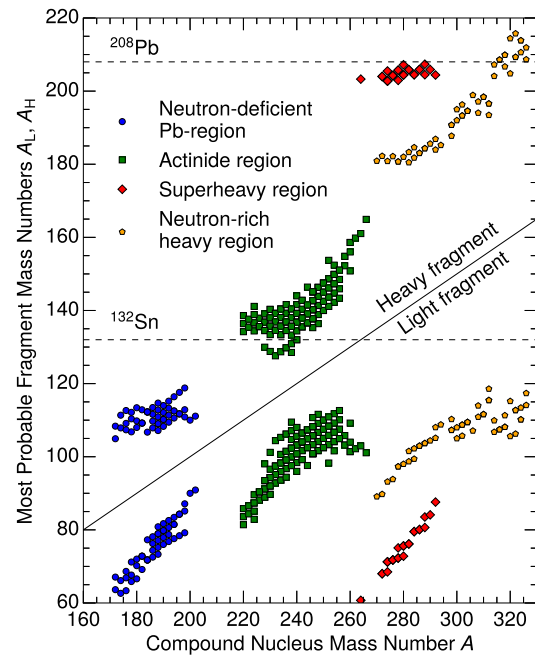 220
200
180
160
140
120
100
80
60
Most Probable Fragment Mass Numbers A_L, A_H
²⁰⁸Pb
Neutron-deficient
Pb-region
Actinide region
Superheavy region
Neutron-rich
heavy region
Heavy fragment
Light fragment
¹³²Sn
160 180 200 220 240 260 280 300 320
Compound Nucleus Mass Number A